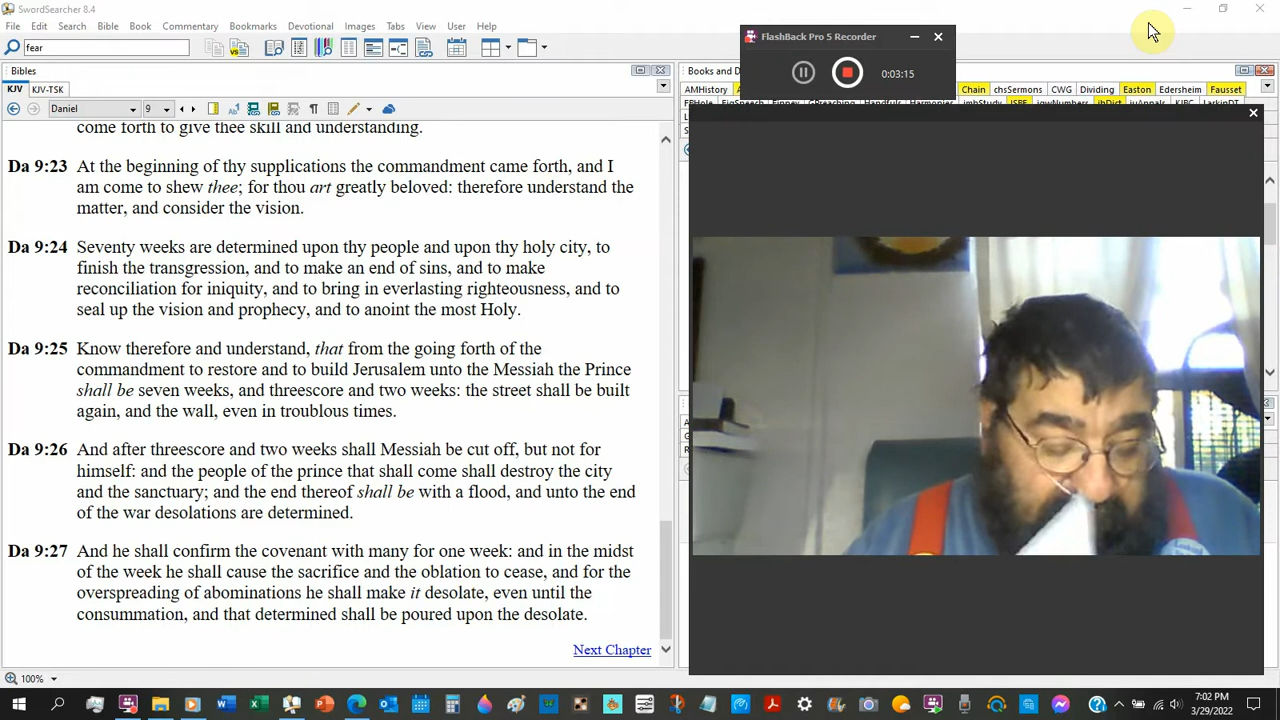 SwordSearcher 8.4
File Edit Search Bible Book Commentary Bookmarks Devotional Images Tabs View User Help
fear
FlashBack Pro 5 Recorder
0:03:15
Bibles
Books and D
KJV KJV-TSK
AMHistory Chain chsSermons CWG Dividing Easton Edersheim Fausset
Daniel 9
come forth to give thee skill and understanding.
Da 9:23 At the beginning of thy supplications the commandment came forth, and I
am come to shew thee; for thou art greatly beloved: therefore understand the
matter, and consider the vision.
Da 9:24 Seventy weeks are determined upon thy people and upon thy holy city, to
finish the transgression, and to make an end of sins, and to make
reconciliation for iniquity, and to bring in everlasting righteousness, and to
seal up the vision and prophecy, and to anoint the most Holy.
Da 9:25 Know therefore and understand, that from the going forth of the
commandment to restore and to build Jerusalem unto the Messiah the Prince
shall be seven weeks, and threescore and two weeks: the street shall be built
again, and the wall, even in troublous times.
Da 9:26 And after threescore and two weeks shall Messiah be cut off, but not for
himself: and the people of the prince that shall come shall destroy the city
and the sanctuary; and the end thereof shall be with a flood, and unto the end
of the war desolations are determined.
Da 9:27 And he shall confirm the covenant with many for one week: and in the midst
of the week he shall cause the sacrifice and the oblation to cease, and for the
overspreading of abominations he shall make it desolate, even until the
consummation, and that determined shall be poured upon the desolate.
Next Chapter
100%
7:02 PM
3/29/2022